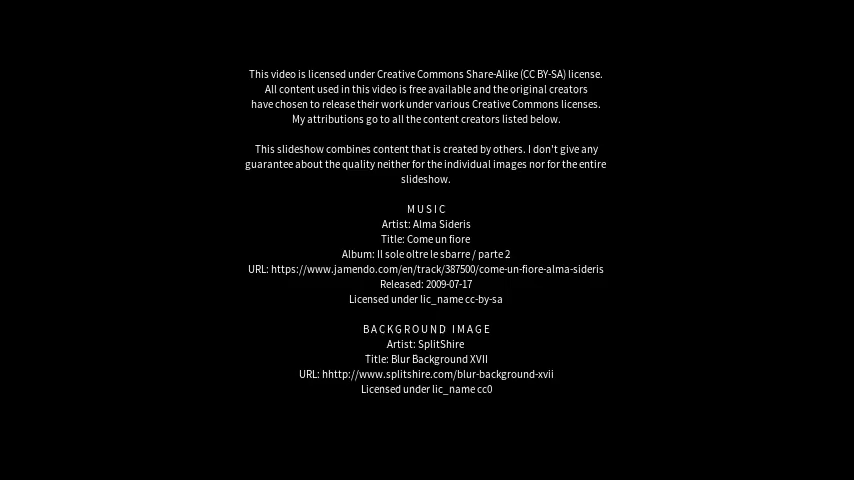 This video is licensed under Creative Commons Share-Alike (CC BY-SA) license.
All content used in this video is free available and the original creators
have chosen to release their work under various Creative Commons licenses.
My attributions go to all the content creators listed below.
This slideshow combines content that is created by others. I don't give any
guarantee about the quality neither for the individual images nor for the entire
slideshow.
MUSIC
Artist: Alma Sideris
Title: Come un fiore
Album: Il sole oltre le sbarre / parte 2
URL: https://www.jamendo.com/en/track/387500/come-un-fiore-alma-sideris
Released: 2009-07-17
Licensed under lic_name cc-by-sa
BACKGROUND IMAGE
Artist: SplitShire
Title: Blur Background XVII
URL: hhttp://www.splitshire.com/blur-background-xvii
Licensed under lic_name cc0